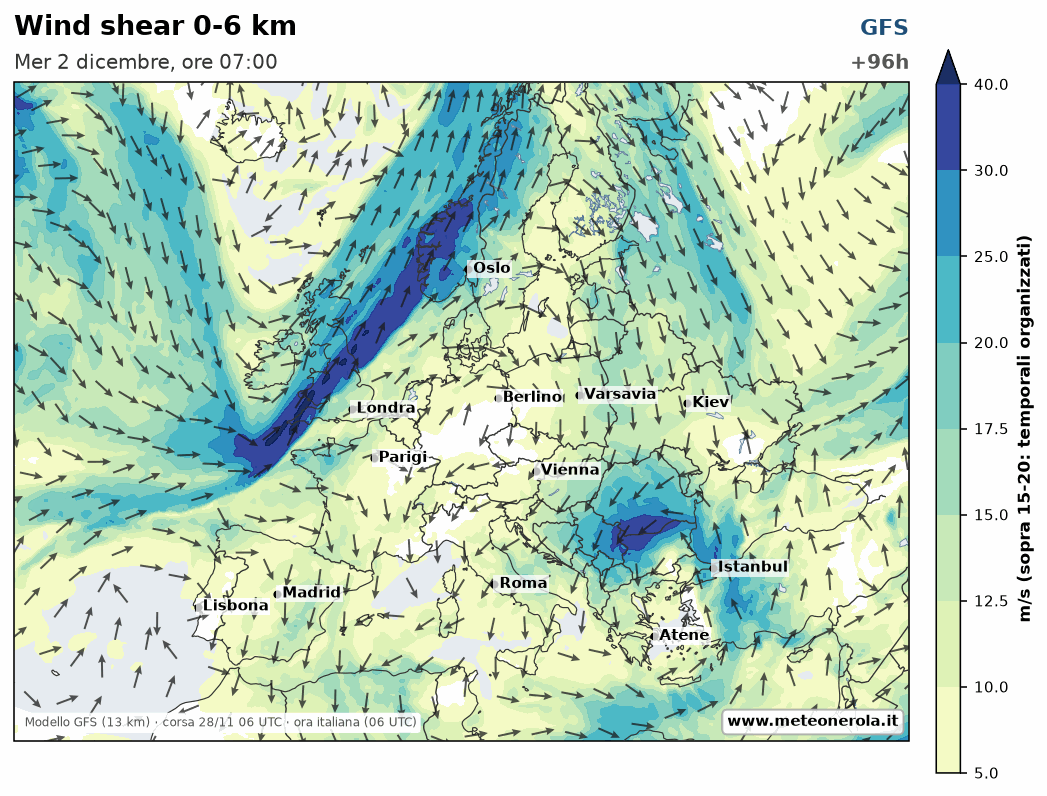 Wind shear 0-6 km
GFS
Mer 2 dicembre, ore 07:00
+96h
40.0
30.0
25.0
20.0
17.5
15.0
12.5
10.0
5.0
m/s (sopra 15-20: temporali organizzati)
Oslo
Londra
Berlino
Varsavia
Kiev
Parigi
Vienna
Istanbul
Roma
Madrid
Lisbona
Atene
Modello GFS (13 km) · corsa 28/11 06 UTC · ora italiana (06 UTC)
www.meteonerola.it